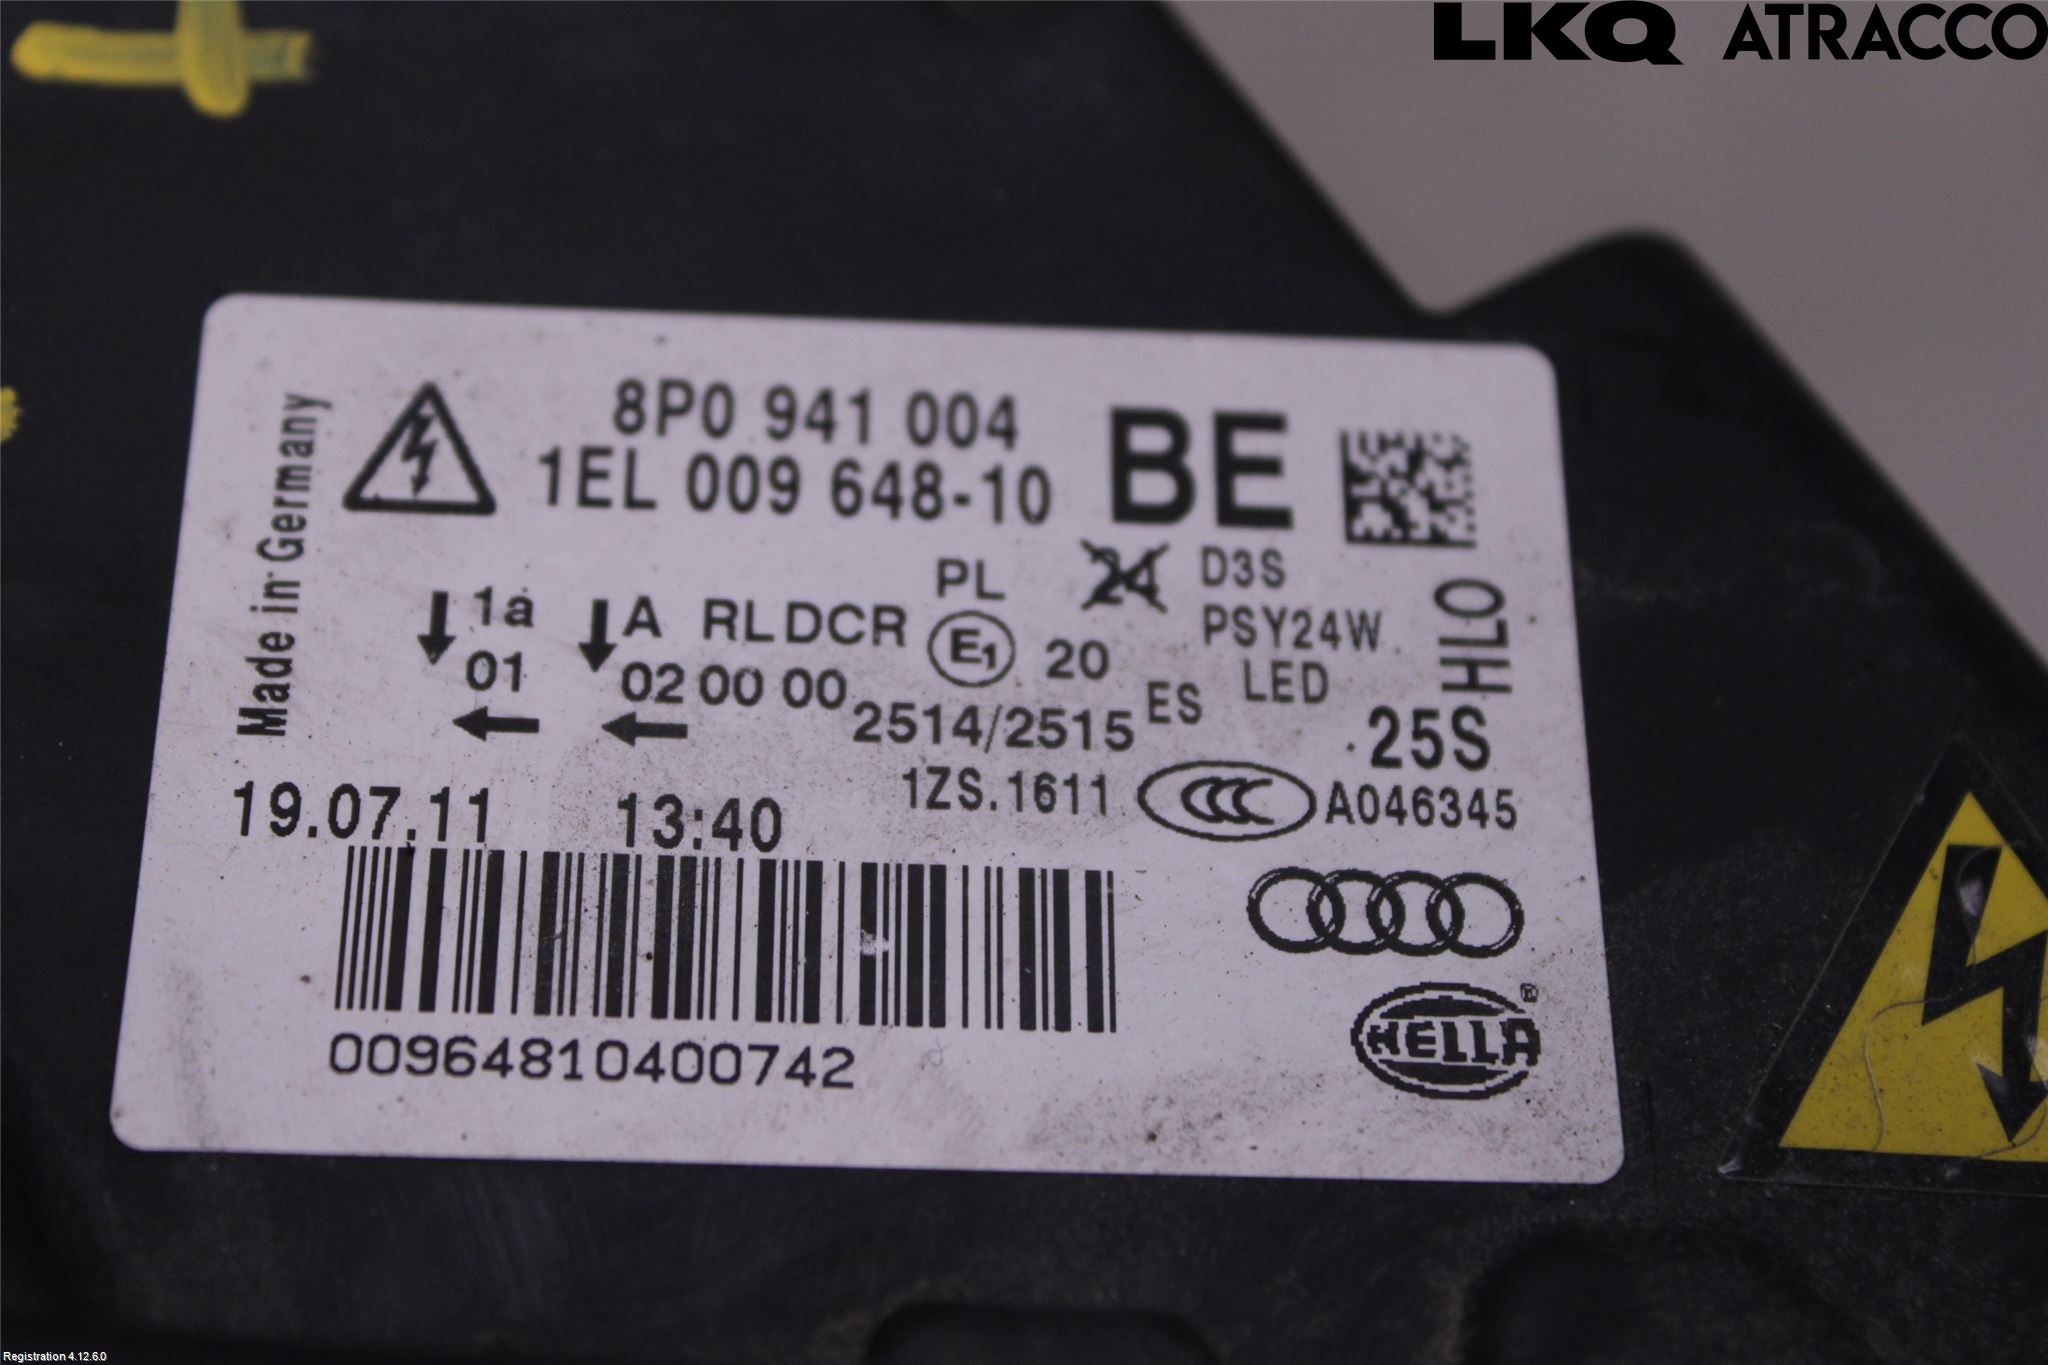 LKQ ATRACCO
Made in Germany
8P0 941 004
1EL 009 648-10
BE
24 D3S
PSY24W
LED
HLO
25S
1a
01
A
RLDCR
02 00 00
PL
E1
20
2514/2515
ES
1ZS.1611
CCC
A046345
19.07.11 13:40
00964810400742
HELLA®
Registration 4.12.6.0